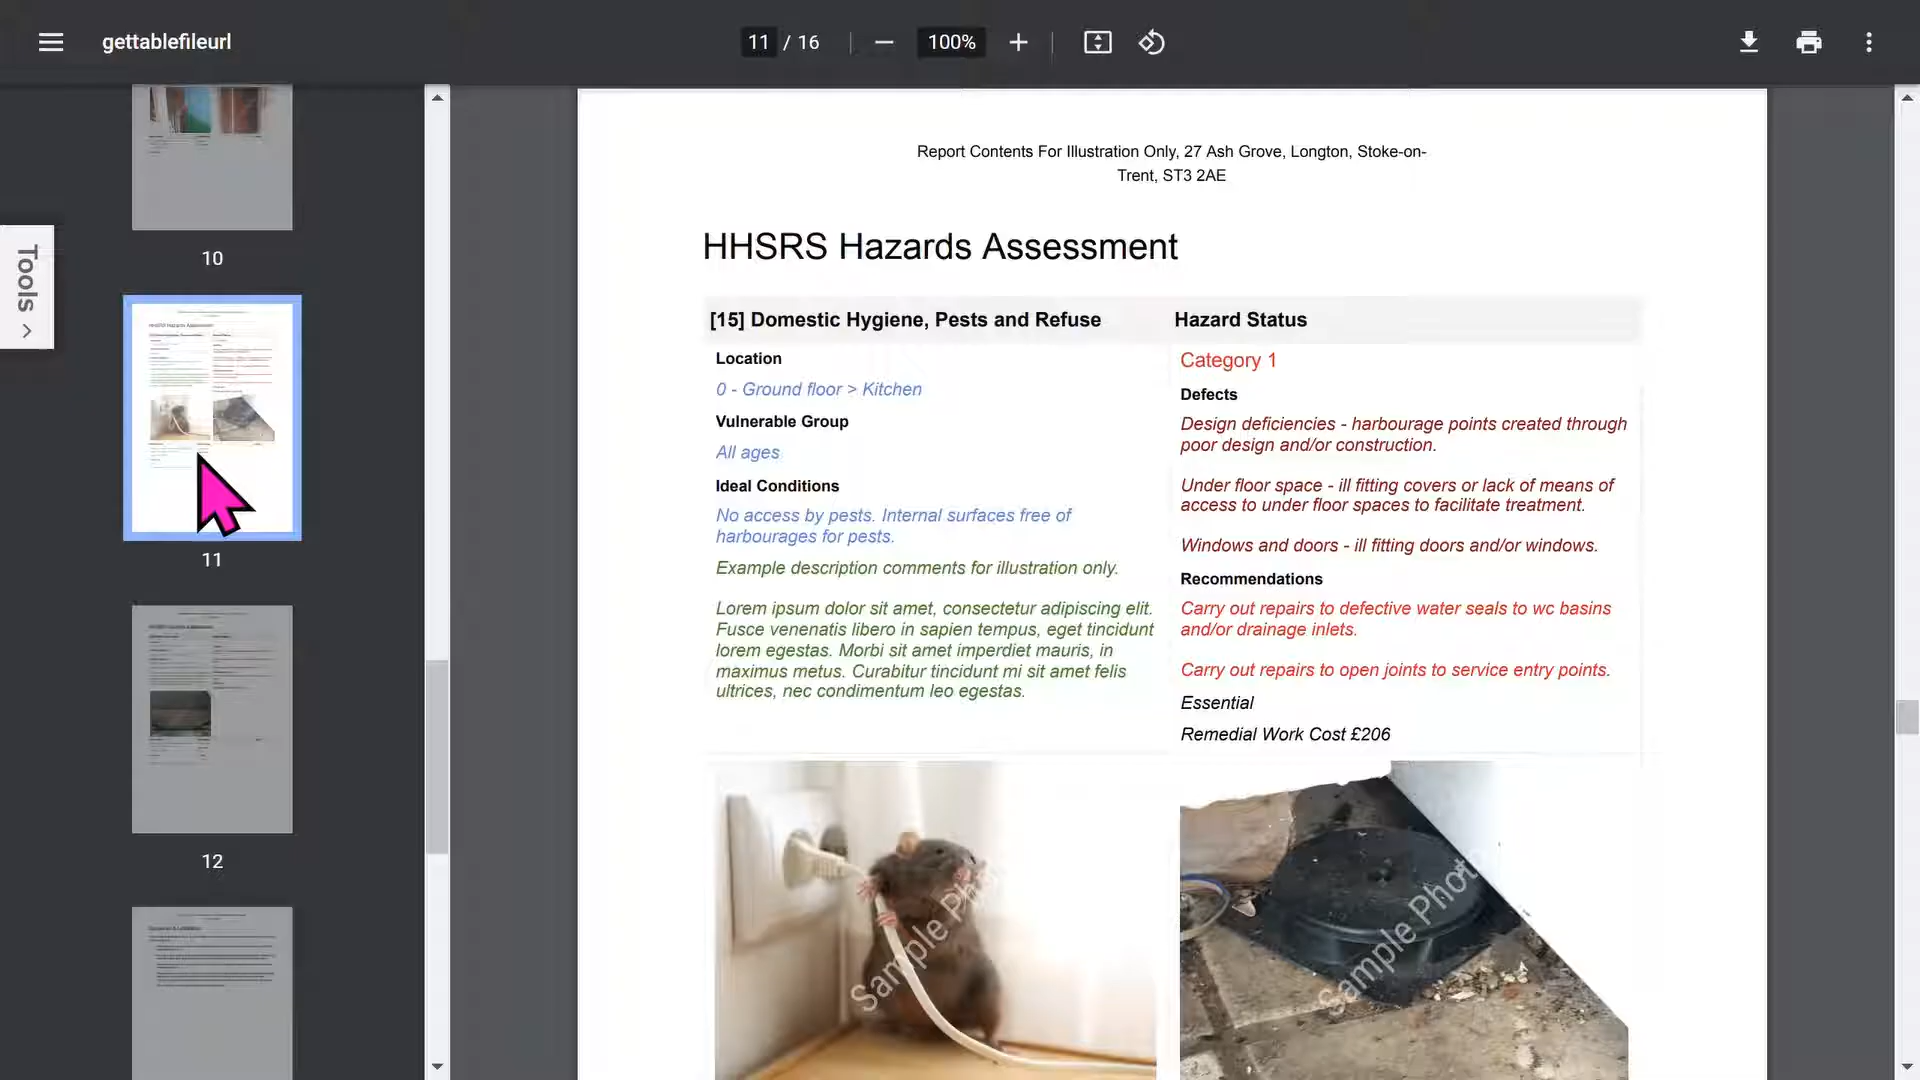 gettablefileurl
11 / 16
100%
10
Tools
11
12
Report Contents For Illustration Only, 27 Ash Grove, Longton, Stoke-on-
Trent, ST3 2AE
HHSRS Hazards Assessment
[15] Domestic Hygiene, Pests and Refuse
Location
0 - Ground floor > Kitchen
Vulnerable Group
All ages
Ideal Conditions
No access by pests. Internal surfaces free of
harbourages for pests.
Example description comments for illustration only.
Lorem ipsum dolor sit amet, consectetur adipiscing elit.
Fusce venenatis libero in sapien tempus, eget tincidunt
lorem egestas. Morbi sit amet imperdiet mauris, in
maximus metus. Curabitur tincidunt mi sit amet felis
ultrices, nec condimentum leo egestas.
Hazard Status
Category 1
Defects
Design deficiencies - harbourage points created through
poor design and/or construction.
Under floor space - ill fitting covers or lack of means of
access to under floor spaces to facilitate treatment.
Windows and doors - ill fitting doors and/or windows.
Recommendations
Carry out repairs to defective water seals to wc basins
and/or drainage inlets.
Carry out repairs to open joints to service entry points.
Essential
Remedial Work Cost £206
Sample Photo
Sample Photo